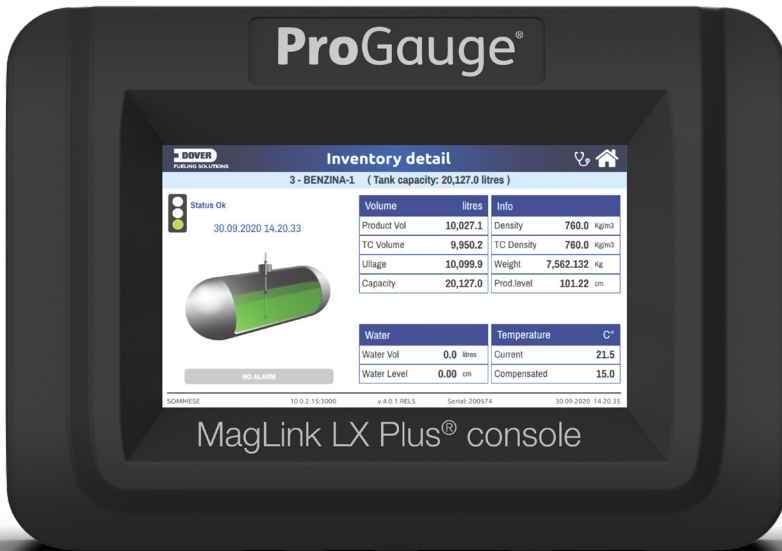 ProGauge®
DOVER
FUELING SOLUTIONS
Inventory detail
3 - BENZINA-1 ( Tank capacity: 20,127.0 litres )
Status Ok
30.09.2020 14.20.33
NO ALARM
Volume litres
Product Vol 10,027.1
TC Volume 9,950.2
Ullage 10,099.9
Capacity 20,127.0
Info
Density 760.0 Kg/m3
TC Density 760.0 Kg/m3
Weight 7,562.132 Kg
Prod.level 101.22 cm
Water
Water Vol 0.0 litres
Water Level 0.00 cm
Temperature C°
Current 21.5
Compensated 15.0
SOMMESE 10.0.2.15:3000 v.4.0.1.REL5 Serial: 200574 30.09.2020 14.20.35
MagLink LX Plus® console